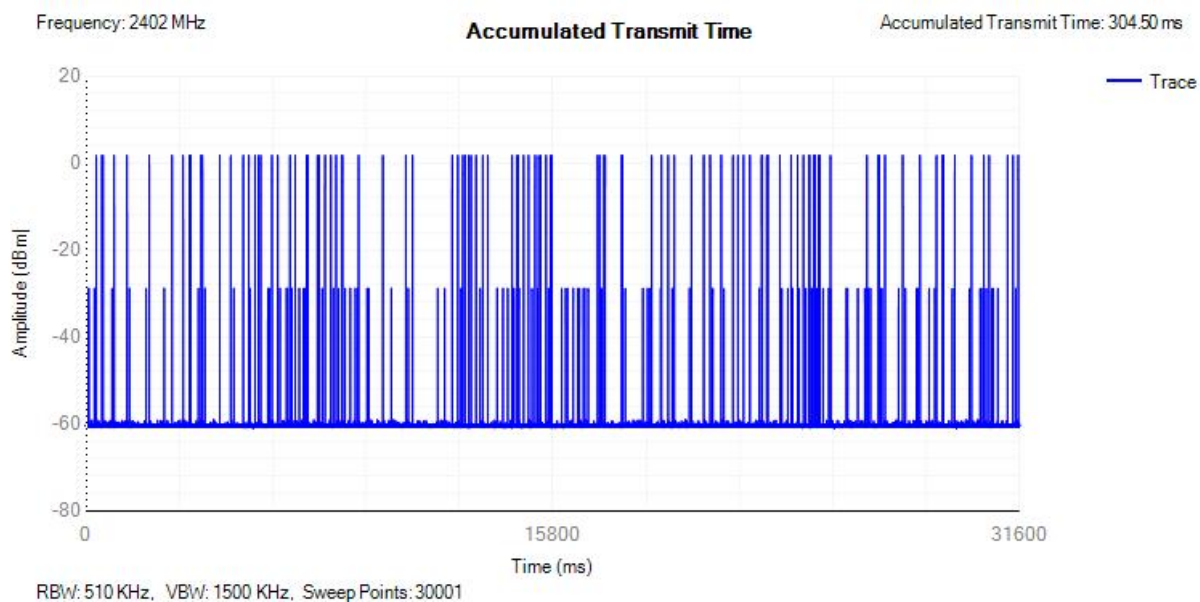 Frequency: 2402 MHz
Accumulated Transmit Time
Accumulated Transmit Time: 304.50 ms
Trace
20
0
-20
-40
-60
-80
Amplitude (dBm)
0
15800
31600
Time (ms)
RBW: 510 KHz, VBW: 1500 KHz, Sweep Points: 30001